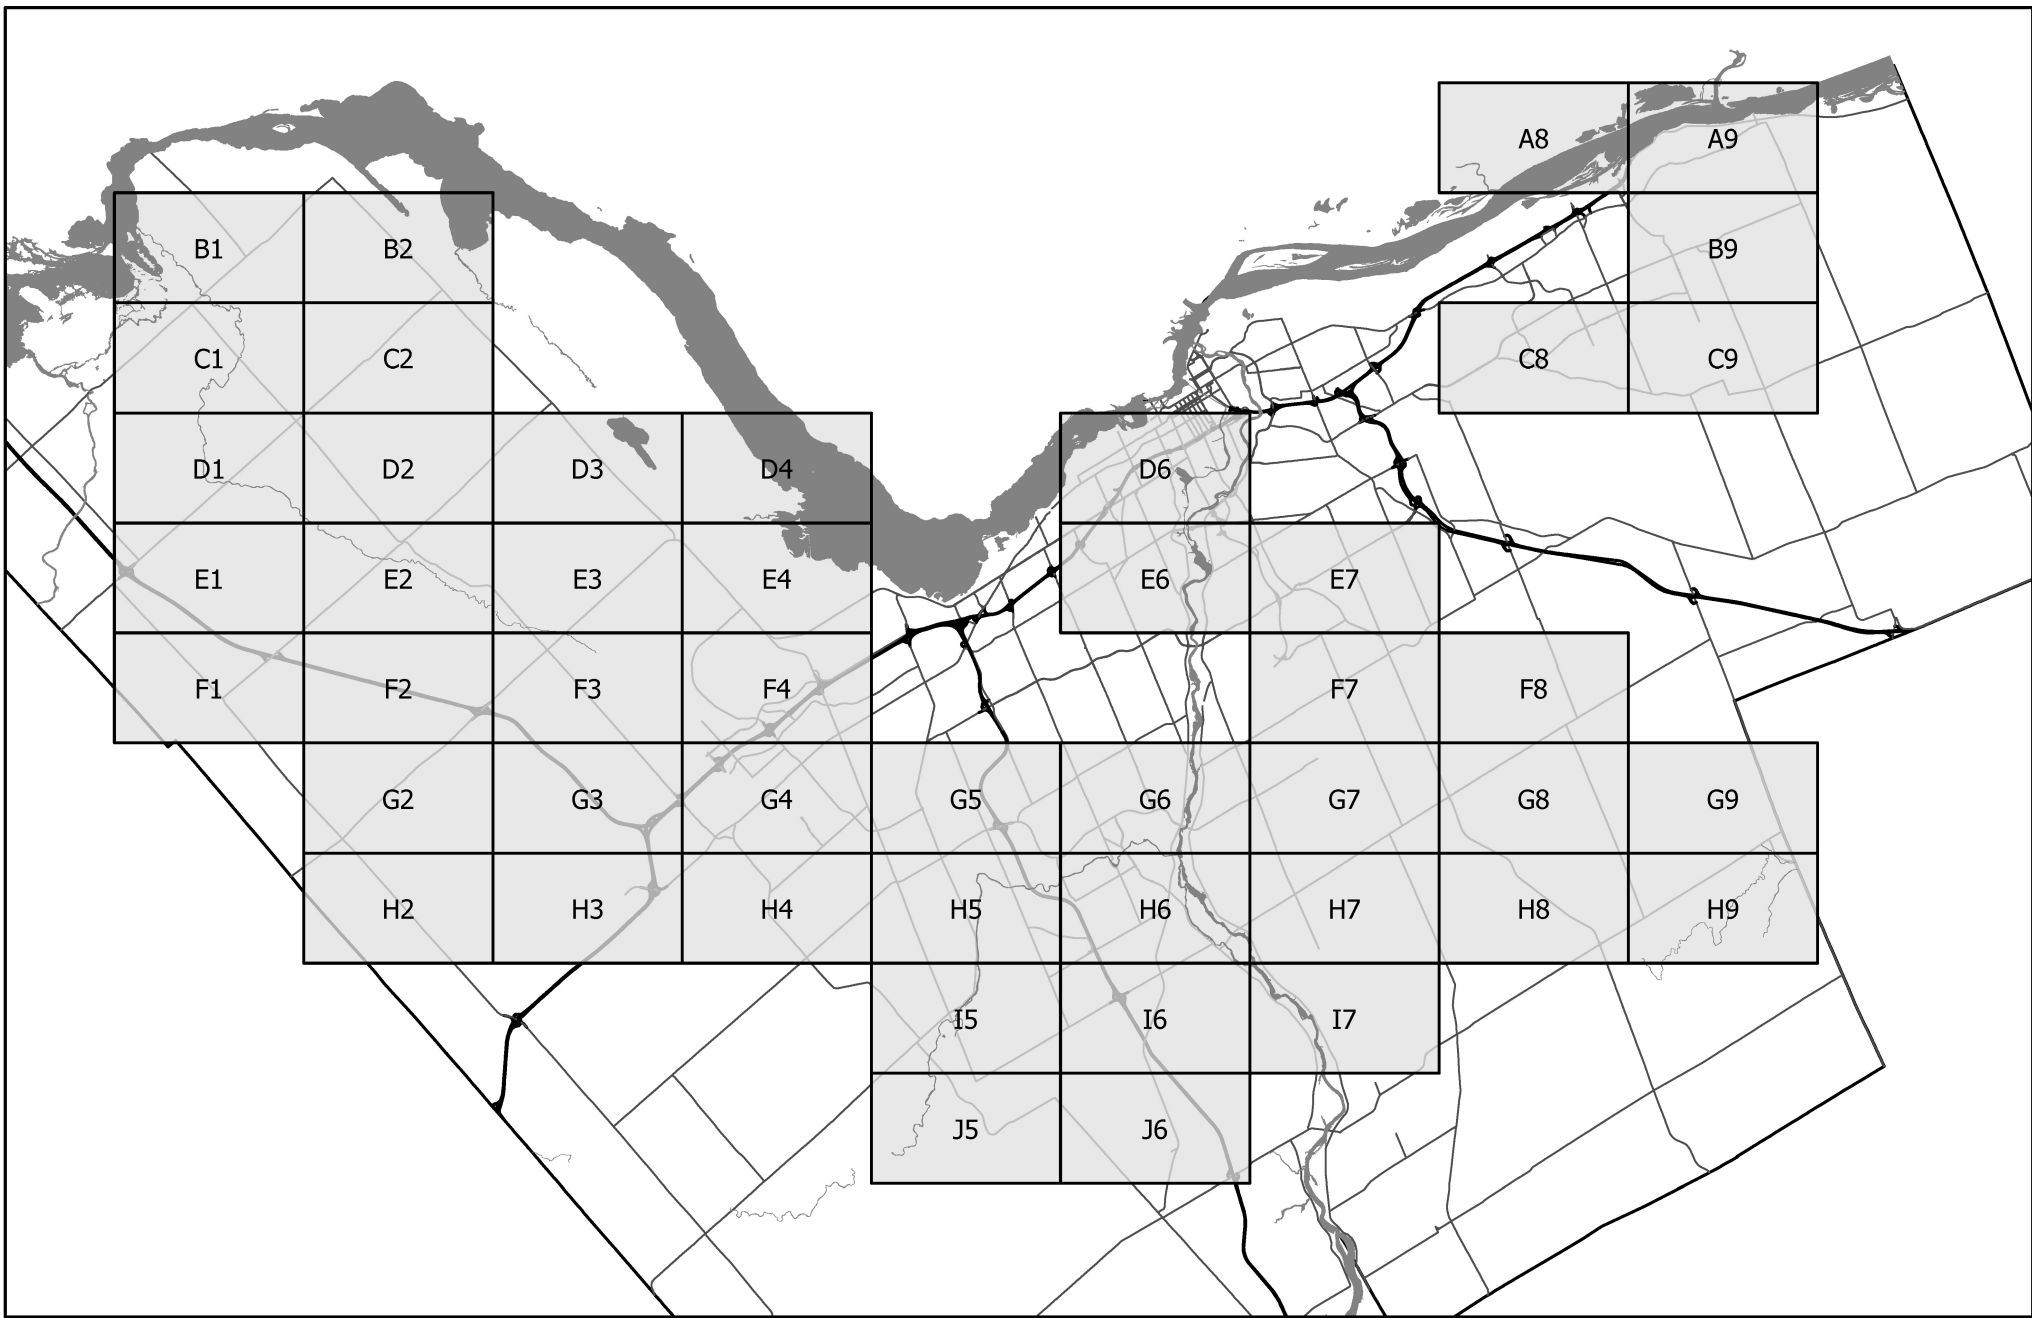 A8 A9
B1 B2 B9
C1 C2 C8 C9
D1 D2 D3 D4 D6
E1 E2 E3 E4 E6 E7
F1 F2 F3 F4 F7 F8
G2 G3 G4 G5 G6 G7 G8 G9
H2 H3 H4 H5 H6 H7 H8 H9
I5 I6 I7
J5 J6